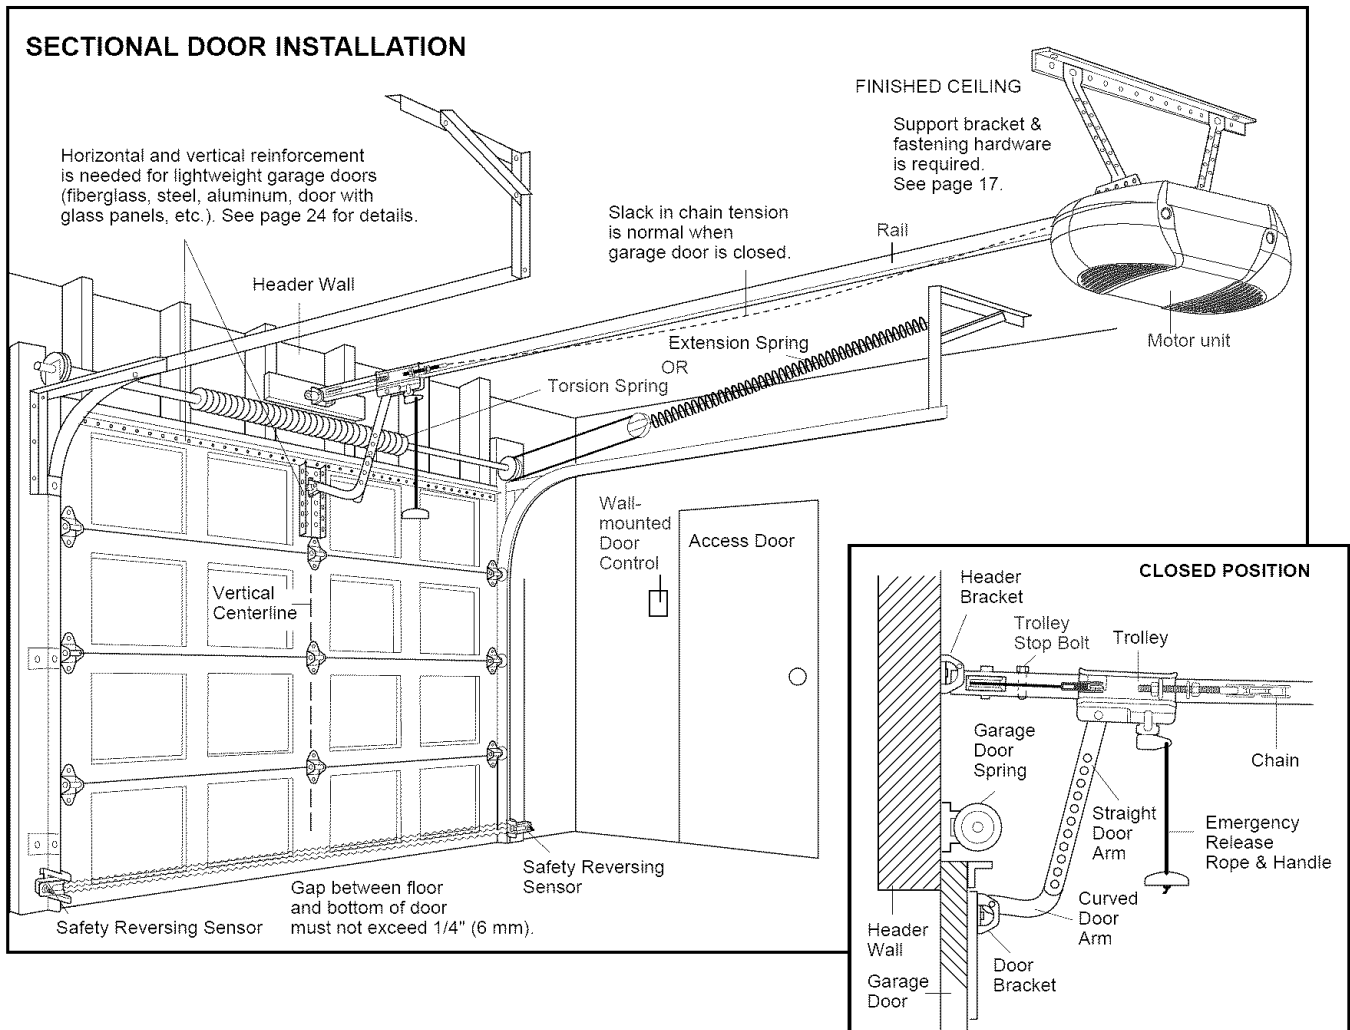 SECTIONAL DOOR INSTALLATION
FINISHED CEILING
Support bracket &
fastening hardware
is required.
See page 17.
Horizontal and vertical reinforcement
is needed for lightweight garage doors
(fiberglass, steel, aluminum, door with
glass panels, etc.). See page 24 for details.
Slack in chain tension
is normal when
garage door is closed.
Rail
Header Wall
Motor unit
Extension Spring
OR
Torsion Spring
Wall-
mounted
Door
Control
Access Door
Vertical
Centerline
Safety Reversing
Sensor
Gap between floor
and bottom of door
must not exceed 1/4" (6 mm).
Safety Reversing Sensor
CLOSED POSITION
Header
Bracket
Trolley
Stop Bolt
Trolley
Garage
Door
Spring
Chain
Straight
Door
Arm
Emergency
Release
Rope & Handle
Curved
Door
Arm
Header
Wall
Door
Bracket
Garage
Door